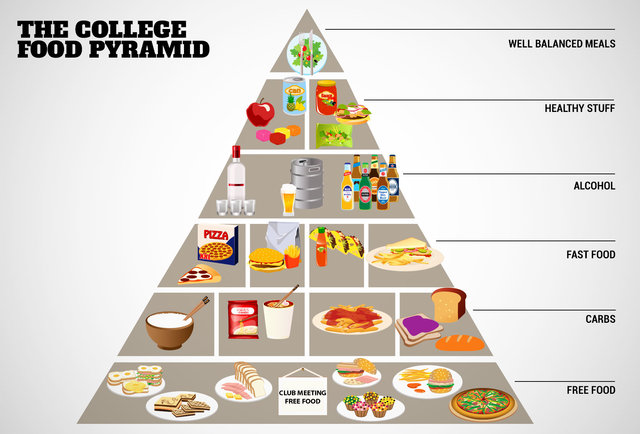 THE COLLEGE
FOOD PYRAMID
WELL BALANCED MEALS
HEALTHY STUFF
ALCOHOL
PIZZA
FAST FOOD
CARBS
CLUB MEETING
FREE FOOD
FREE FOOD